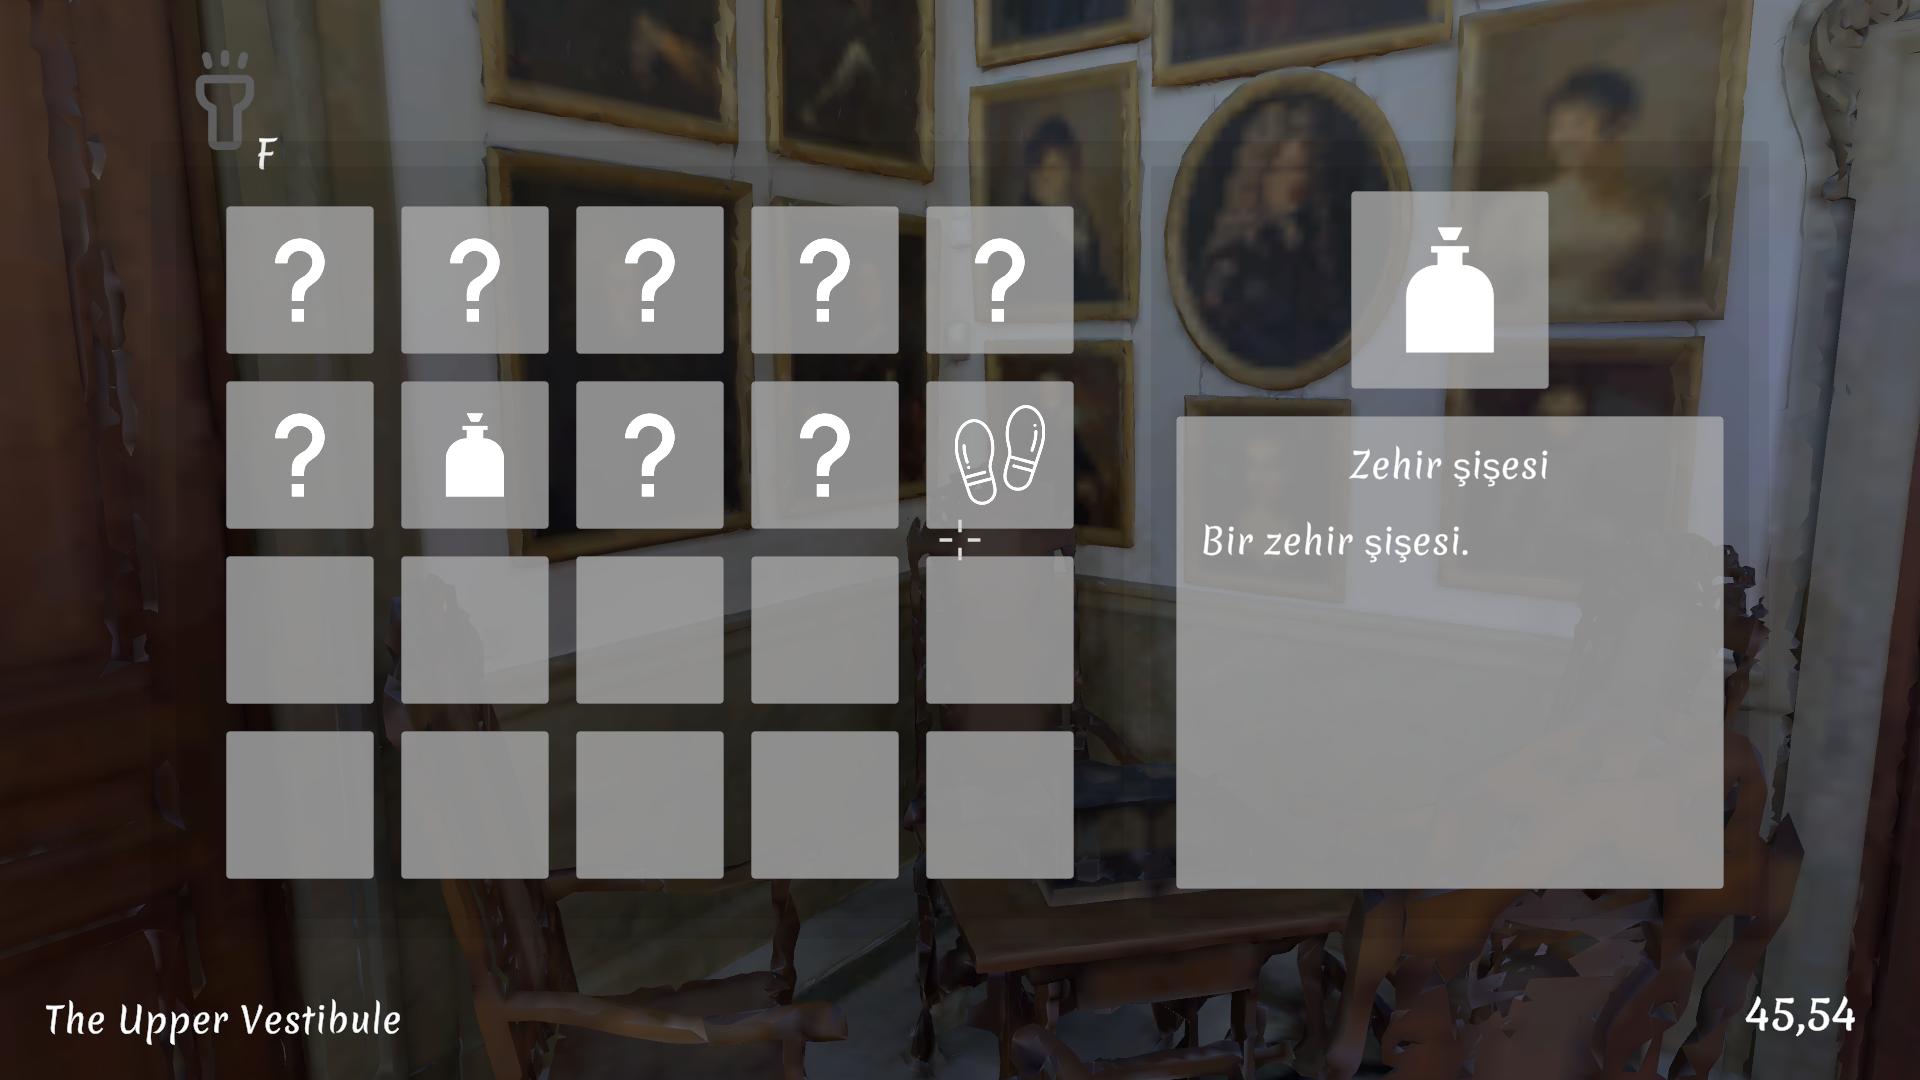 F
? ? ? ? ?
? ? ?
Zehir şişesi
Bir zehir şişesi.
The Upper Vestibule
45,54